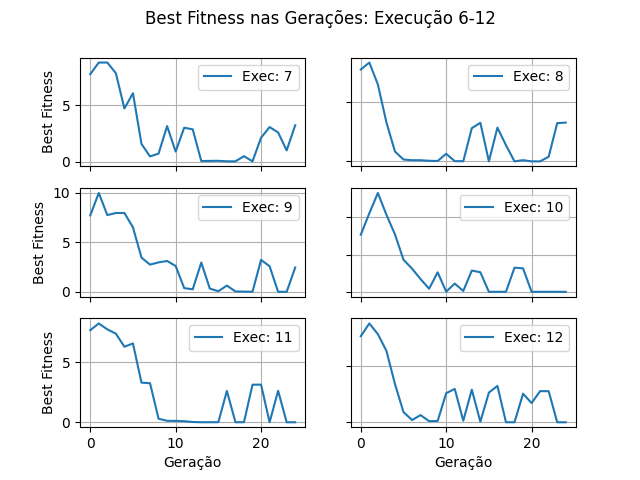 Best Fitness nas Gerações: Execução 6-12
Exec: 7
Exec: 8
5
0
Best Fitness
Exec: 9
Exec: 10
10
5
0
Best Fitness
Exec: 11
Exec: 12
5
0
Best Fitness
0 10 20
0 10 20
Geração
Geração